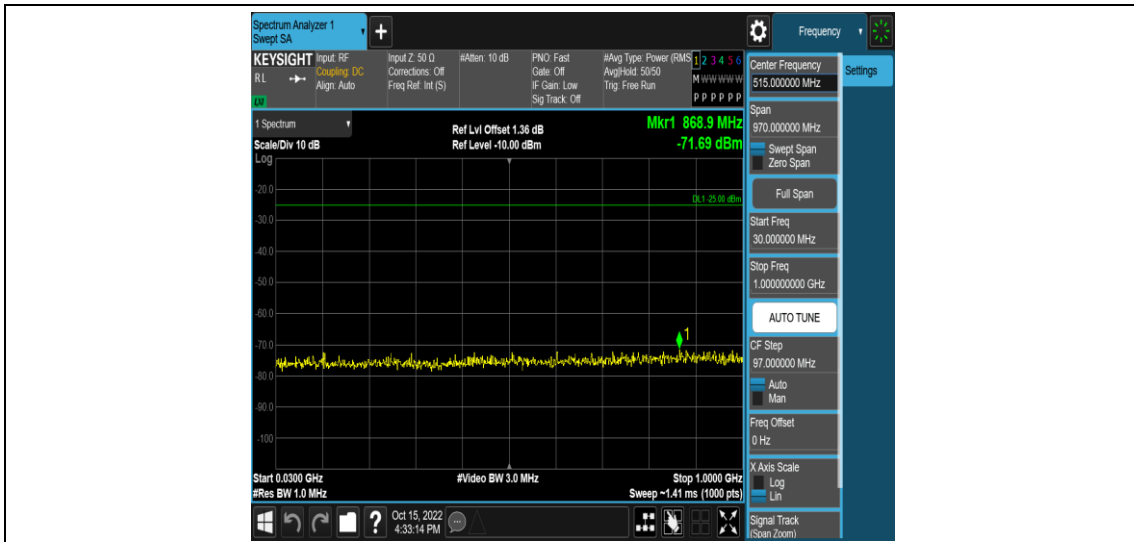 Spectrum Analyzer 1
Swept SA
+
Frequency
KEYSIGHT
RL
LXI
Input: RF
Coupling: DC
Align: Auto
Input Z: 50 Ω
Corrections: Off
Freq Ref: Int (S)
#Atten: 10 dB
PNO: Fast
Gate: Off
IF Gain: Low
Sig Track: Off
#Avg Type: Power (RMS
Avg|Hold: 50/50
Trig: Free Run
1 2 3 4 5 6
M W W W W W
P P P P P P
1 Spectrum
Scale/Div 10 dB
Log
Ref Lvl Offset 1.36 dB
Ref Level -10.00 dBm
Mkr1 868.9 MHz
-71.69 dBm
DL1 -25.00 dBm
-20.0
-30.0
-40.0
-50.0
-60.0
-70.0
-80.0
-90.0
-100
1
Start 0.0300 GHz
#Res BW 1.0 MHz
#Video BW 3.0 MHz
Stop 1.0000 GHz
Sweep ~1.41 ms (1000 pts)
Center Frequency
515.000000 MHz
Span
970.000000 MHz
Swept Span
Zero Span
Full Span
Start Freq
30.000000 MHz
Stop Freq
1.000000000 GHz
AUTO TUNE
CF Step
97.000000 MHz
Auto
Man
Freq Offset
0 Hz
X Axis Scale
Log
Lin
Signal Track
(Span Zoom)
Settings
?
Oct 15, 2022
4:33:14 PM